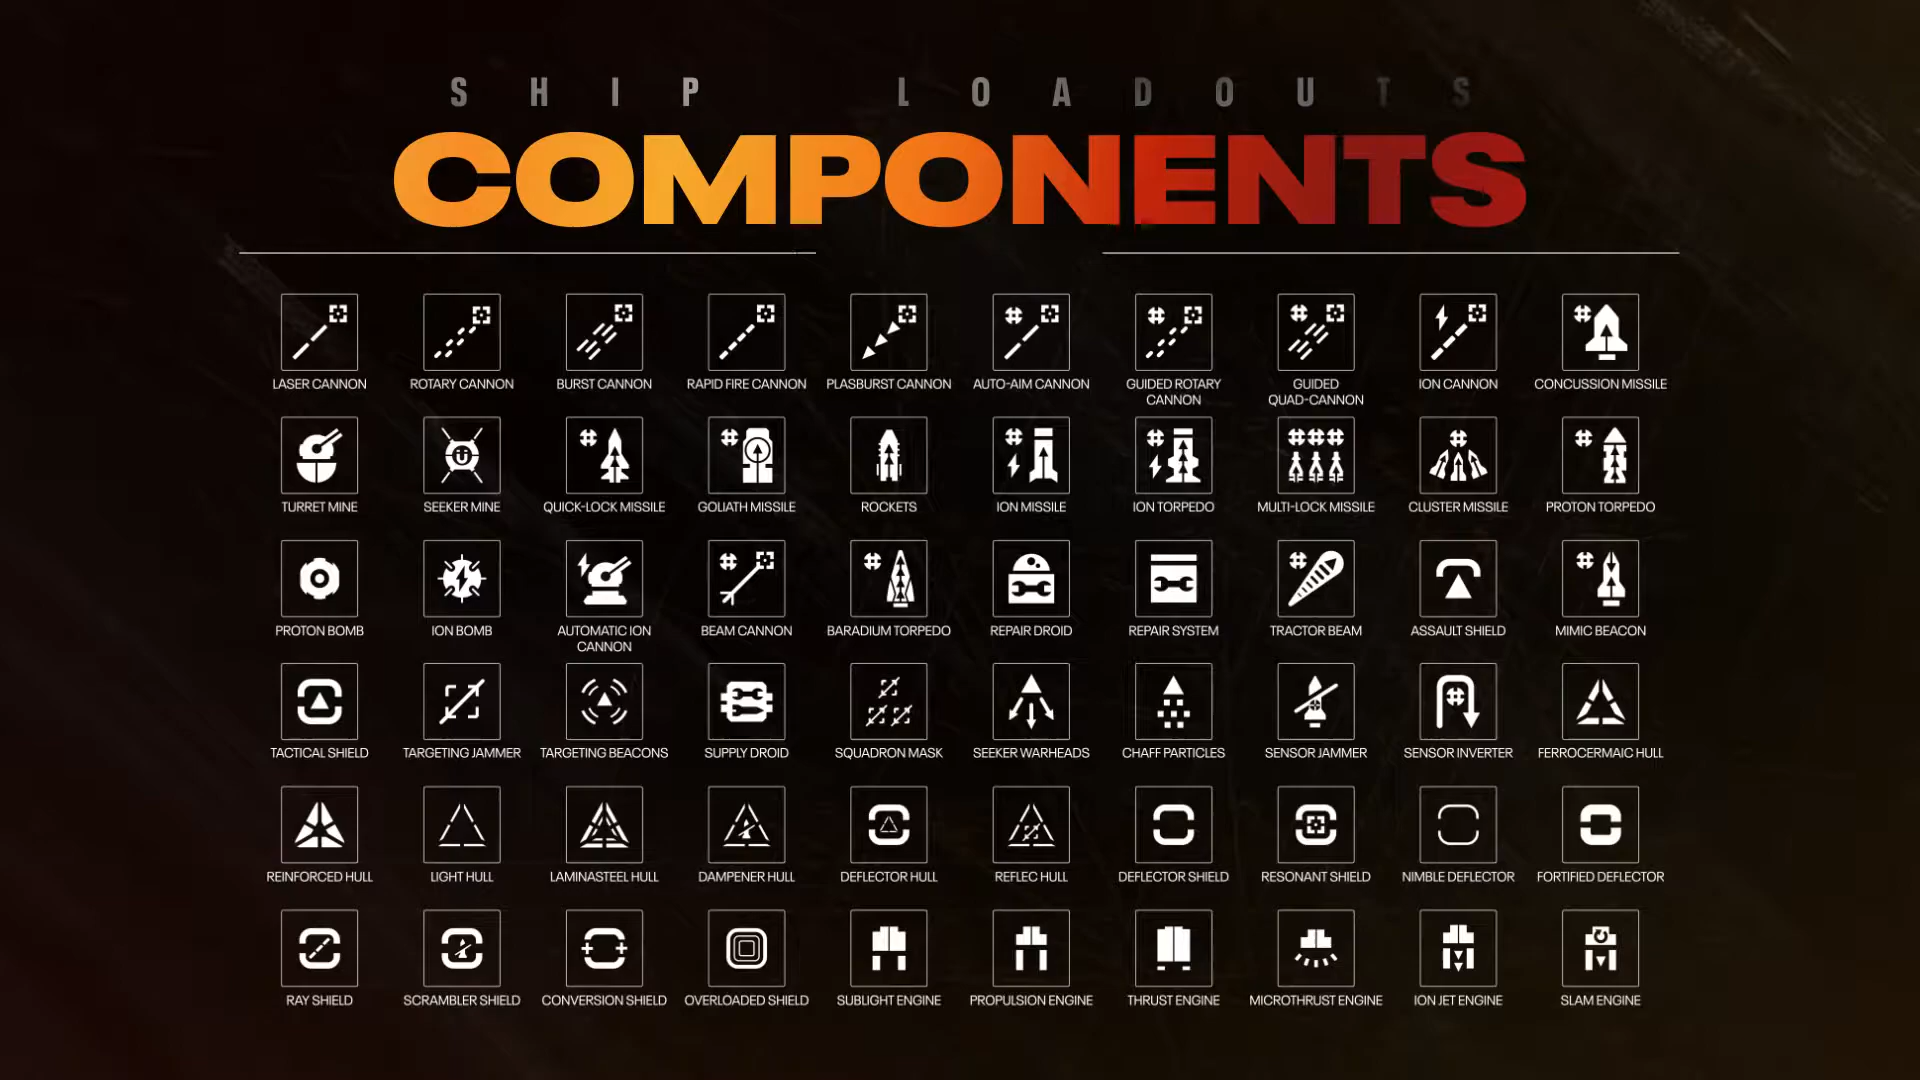 SHIP LOADOUTS
COMPONENTS
LASER CANNON
ROTARY CANNON
BURST CANNON
RAPID FIRE CANNON
PLASBURST CANNON
AUTO-AIM CANNON
GUIDED ROTARY
CANNON
GUIDED
QUAD-CANNON
ION CANNON
CONCUSSION MISSILE
TURRET MINE
SEEKER MINE
QUICK-LOCK MISSILE
GOLIATH MISSILE
ROCKETS
ION MISSILE
ION TORPEDO
MULTI-LOCK MISSILE
CLUSTER MISSILE
PROTON TORPEDO
PROTON BOMB
ION BOMB
AUTOMATIC ION
CANNON
BEAM CANNON
BARADIUM TORPEDO
REPAIR DROID
REPAIR SYSTEM
TRACTOR BEAM
ASSAULT SHIELD
MIMIC BEACON
TACTICAL SHIELD
TARGETING JAMMER
TARGETING BEACONS
SUPPLY DROID
SQUADRON MASK
SEEKER WARHEADS
CHAFF PARTICLES
SENSOR JAMMER
SENSOR INVERTER
FERROCERMAIC HULL
REINFORCED HULL
LIGHT HULL
LAMINASTEEL HULL
DAMPENER HULL
DEFLECTOR HULL
REFLEC HULL
DEFLECTOR SHIELD
RESONANT SHIELD
NIMBLE DEFLECTOR
FORTIFIED DEFLECTOR
RAY SHIELD
SCRAMBLER SHIELD
CONVERSION SHIELD
OVERLOADED SHIELD
SUBLIGHT ENGINE
PROPULSION ENGINE
THRUST ENGINE
MICROTHRUST ENGINE
ION JET ENGINE
SLAM ENGINE